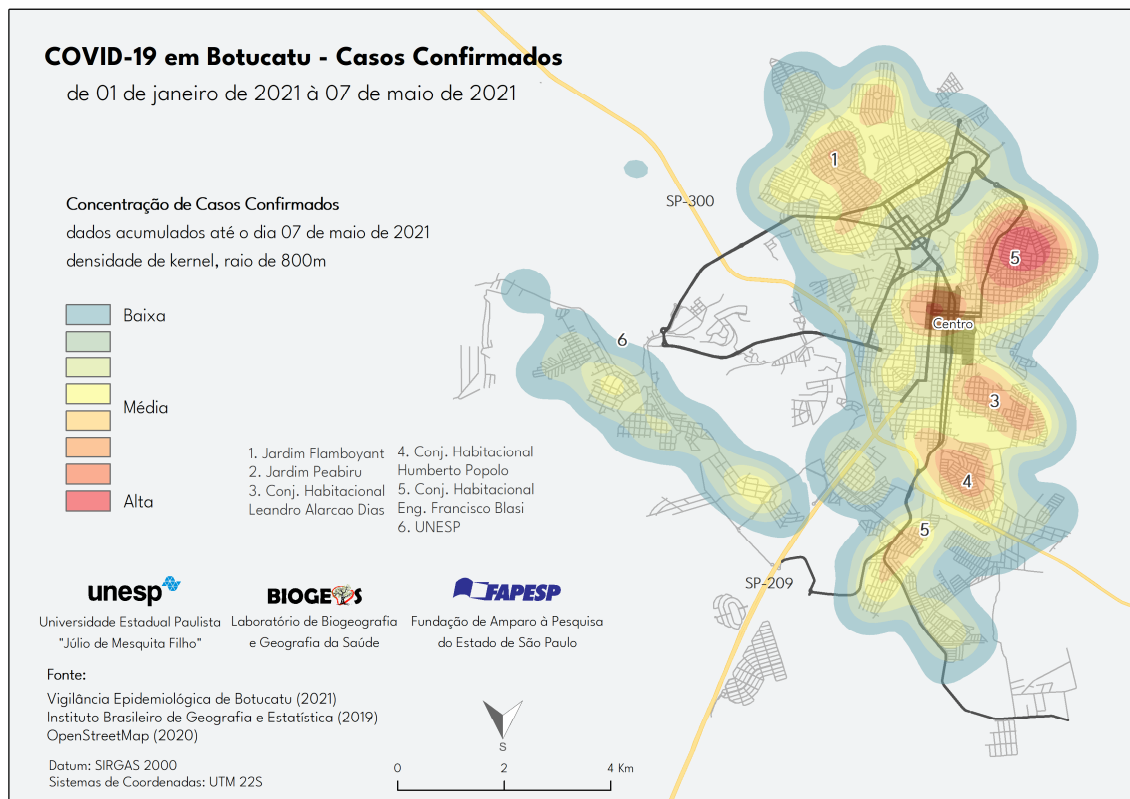 COVID-19 em Botucatu - Casos Confirmados
de 01 de janeiro de 2021 à 07 de maio de 2021
Concentração de Casos Confirmados
dados acumulados até o dia 07 de maio de 2021
densidade de kernel, raio de 800m
Baixa
Média
Alta
1. Jardim Flamboyant
2. Jardim Peabiru
3. Conj. Habitacional
Leandro Alarcao Dias
4. Conj. Habitacional
Humberto Popolo
5. Conj. Habitacional
Eng. Francisco Blasi
6. UNESP
SP-300
1
5
Centro
6
3
4
5
SP-209
unesp
Universidade Estadual Paulista
"Júlio de Mesquita Filho"
BIOGEOS
Laboratório de Biogeografia
e Geografia da Saúde
FAPESP
Fundação de Amparo à Pesquisa
do Estado de São Paulo
Fonte:
Vigilância Epidemiológica de Botucatu (2021)
Instituto Brasileiro de Geografia e Estatística (2019)
OpenStreetMap (2020)
Datum: SIRGAS 2000
Sistemas de Coordenadas: UTM 22S
S
0 2 4 Km